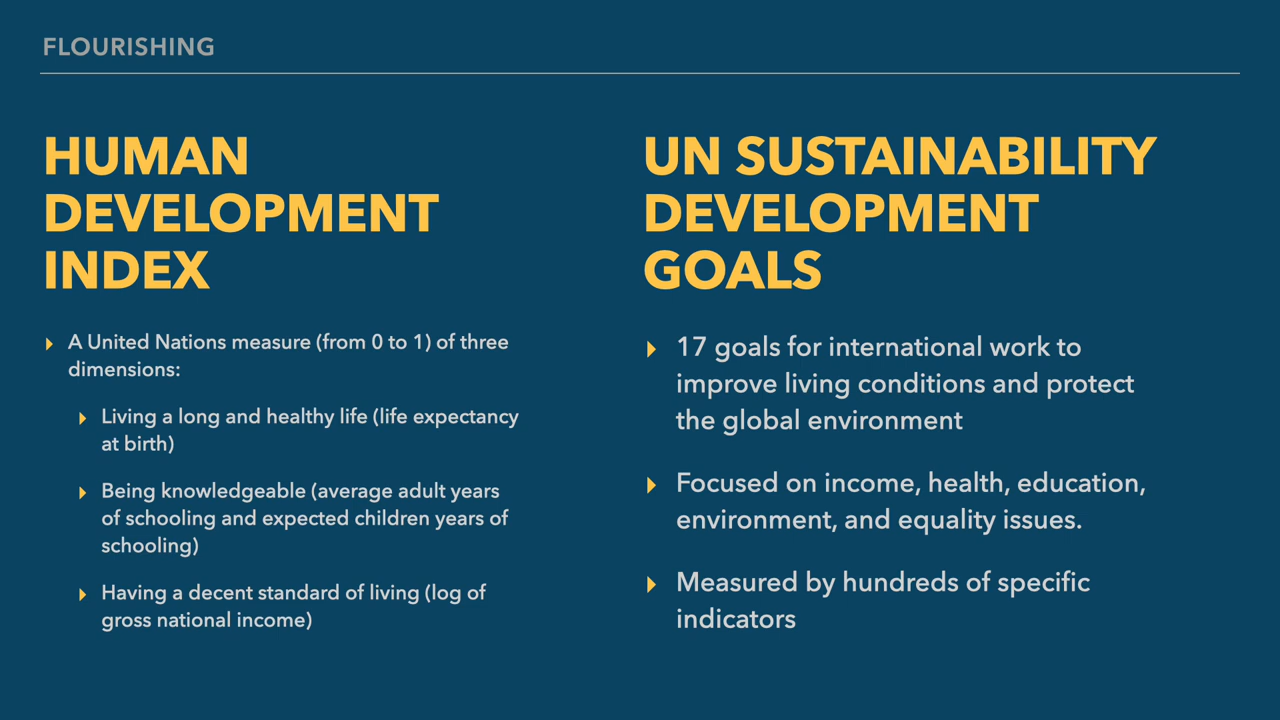 FLOURISHING
HUMAN
DEVELOPMENT
INDEX
▸ A United Nations measure (from 0 to 1) of three
dimensions:
▸ Living a long and healthy life (life expectancy
at birth)
▸ Being knowledgeable (average adult years
of schooling and expected children years of
schooling)
▸ Having a decent standard of living (log of
gross national income)
UN SUSTAINABILITY
DEVELOPMENT
GOALS
▸ 17 goals for international work to
improve living conditions and protect
the global environment
▸ Focused on income, health, education,
environment, and equality issues.
▸ Measured by hundreds of specific
indicators